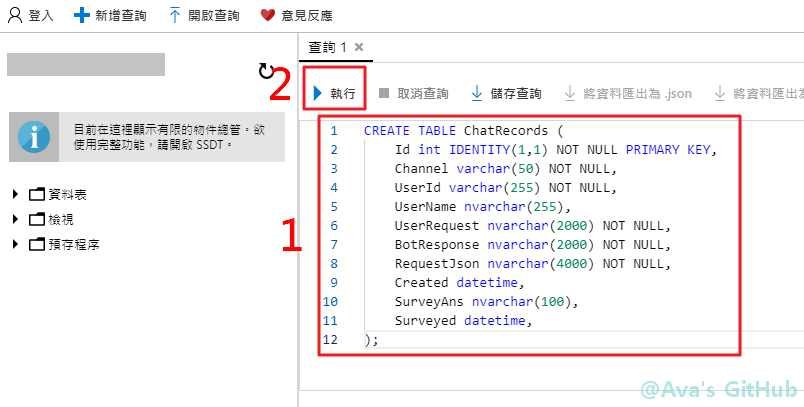 登入 新增查詢 開啟查詢 意見反應
查詢 1 ×
2
執行 取消查詢 儲存查詢 將資料匯出為 .json 將資料匯出為
目前在這裡顯示有限的物件總管。欲
使用完整功能，請開啟 SSDT。
資料表
檢視
預存程序
1
1 CREATE TABLE ChatRecords (
2 Id int IDENTITY(1,1) NOT NULL PRIMARY KEY,
3 Channel varchar(50) NOT NULL,
4 UserId varchar(255) NOT NULL,
5 UserName nvarchar(255),
6 UserRequest nvarchar(2000) NOT NULL,
7 BotResponse nvarchar(2000) NOT NULL,
8 RequestJson nvarchar(4000) NOT NULL,
9 Created datetime,
10 SurveyAns nvarchar(100),
11 Surveyed datetime,
12 );
@Ava's GitHub